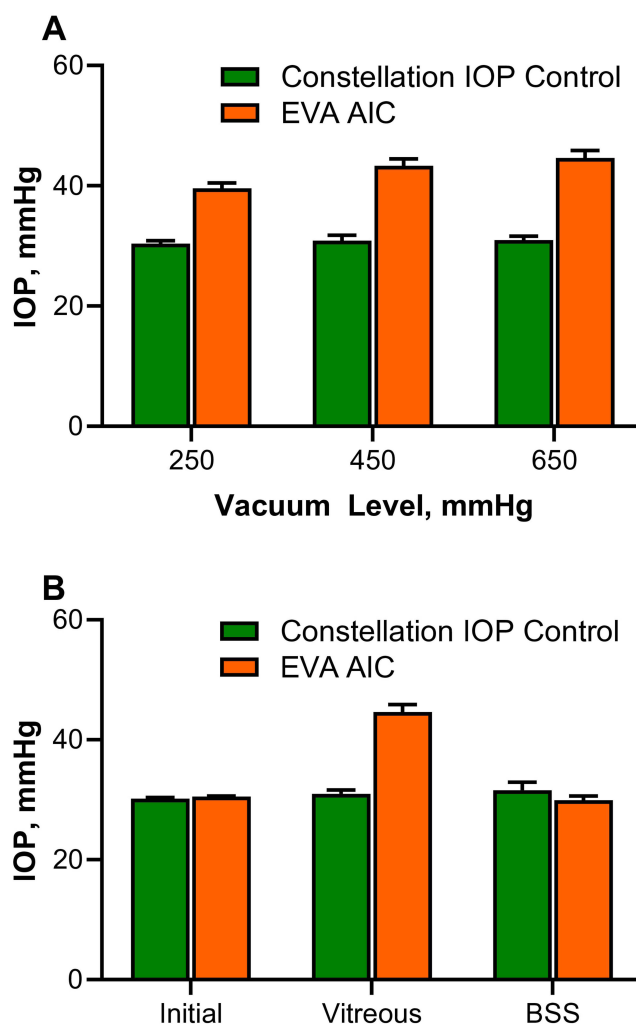 A
60
40
20
0
IOP, mmHg
Constellation IOP Control
EVA AIC
250 450 650
Vacuum Level, mmHg
B
60
40
20
0
IOP, mmHg
Constellation IOP Control
EVA AIC
Initial Vitreous BSS